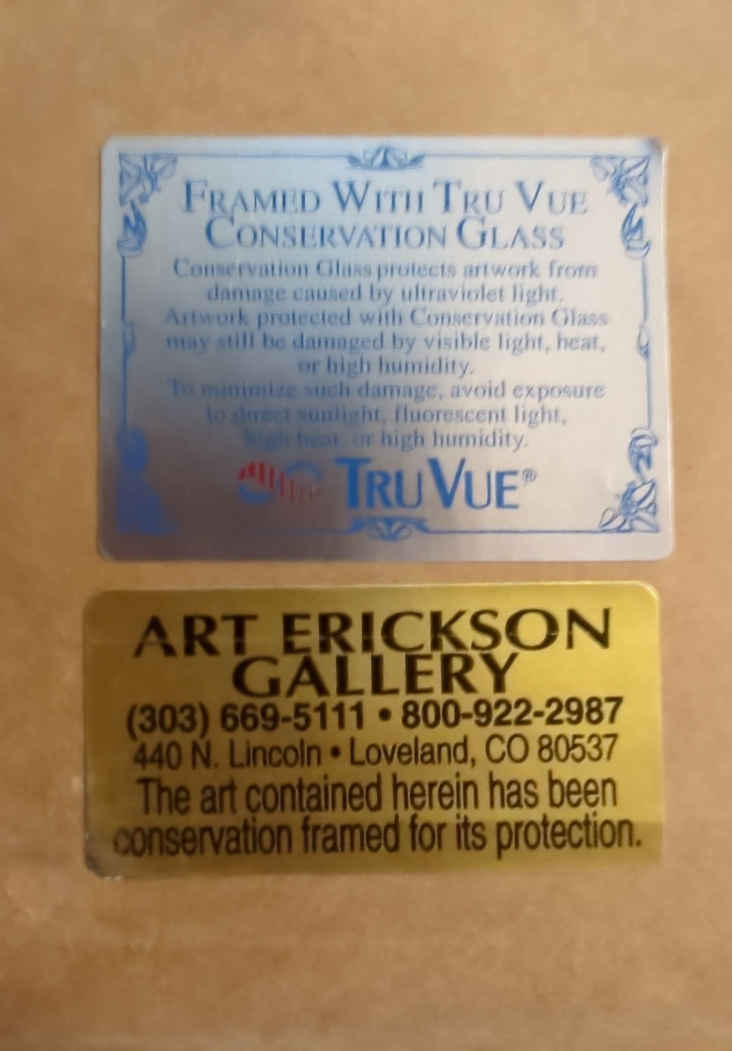 FRAMED WITH TRU VUE
CONSERVATION GLASS
Conservation Glass protects artwork from
damage caused by ultraviolet light.
Artwork protected with Conservation Glass
may still be damaged by visible light, heat,
or high humidity.
To minimize such damage, avoid exposure
to direct sunlight, fluorescent light,
high heat, or high humidity.
TRU VUE®
ART ERICKSON
GALLERY
(303) 669-5111 • 800-922-2987
440 N. Lincoln • Loveland, CO 80537
The art contained herein has been
conservation framed for its protection.